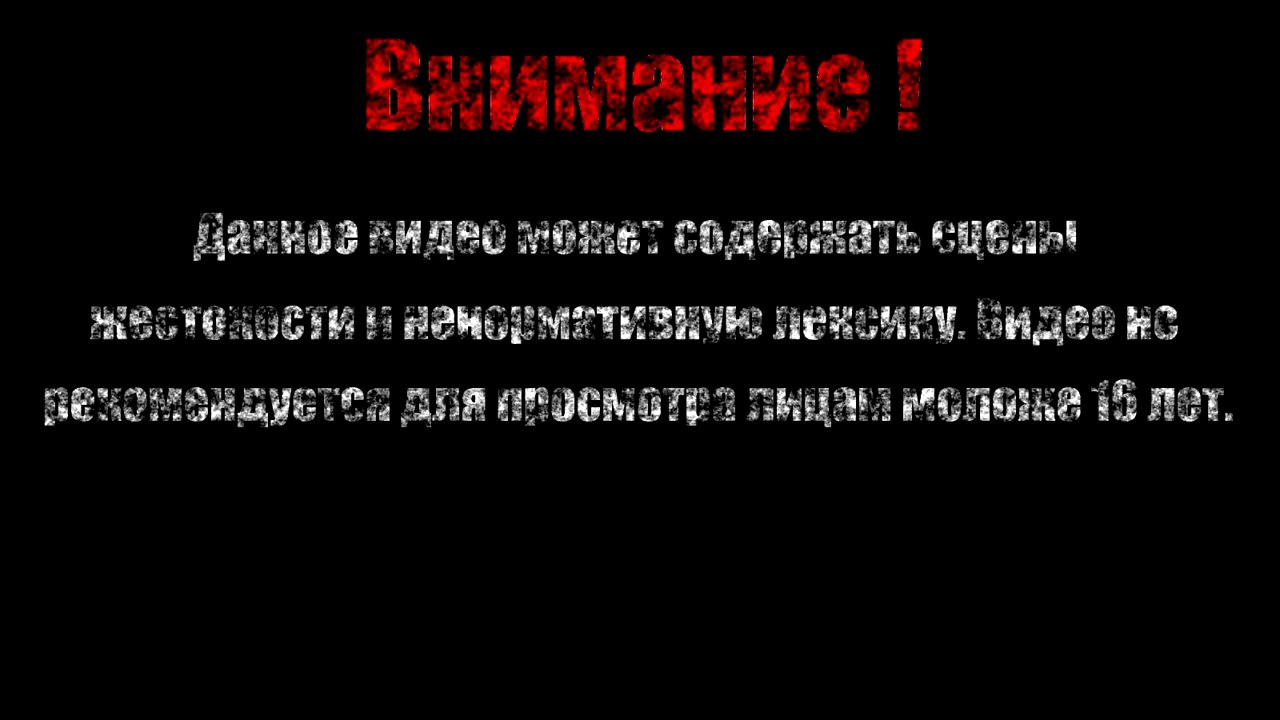 Внимание !
Данное видео может содержать сцены
жестокости и ненормативную лексику. Видео не
рекомендуется для просмотра лицам моложе 16 лет.